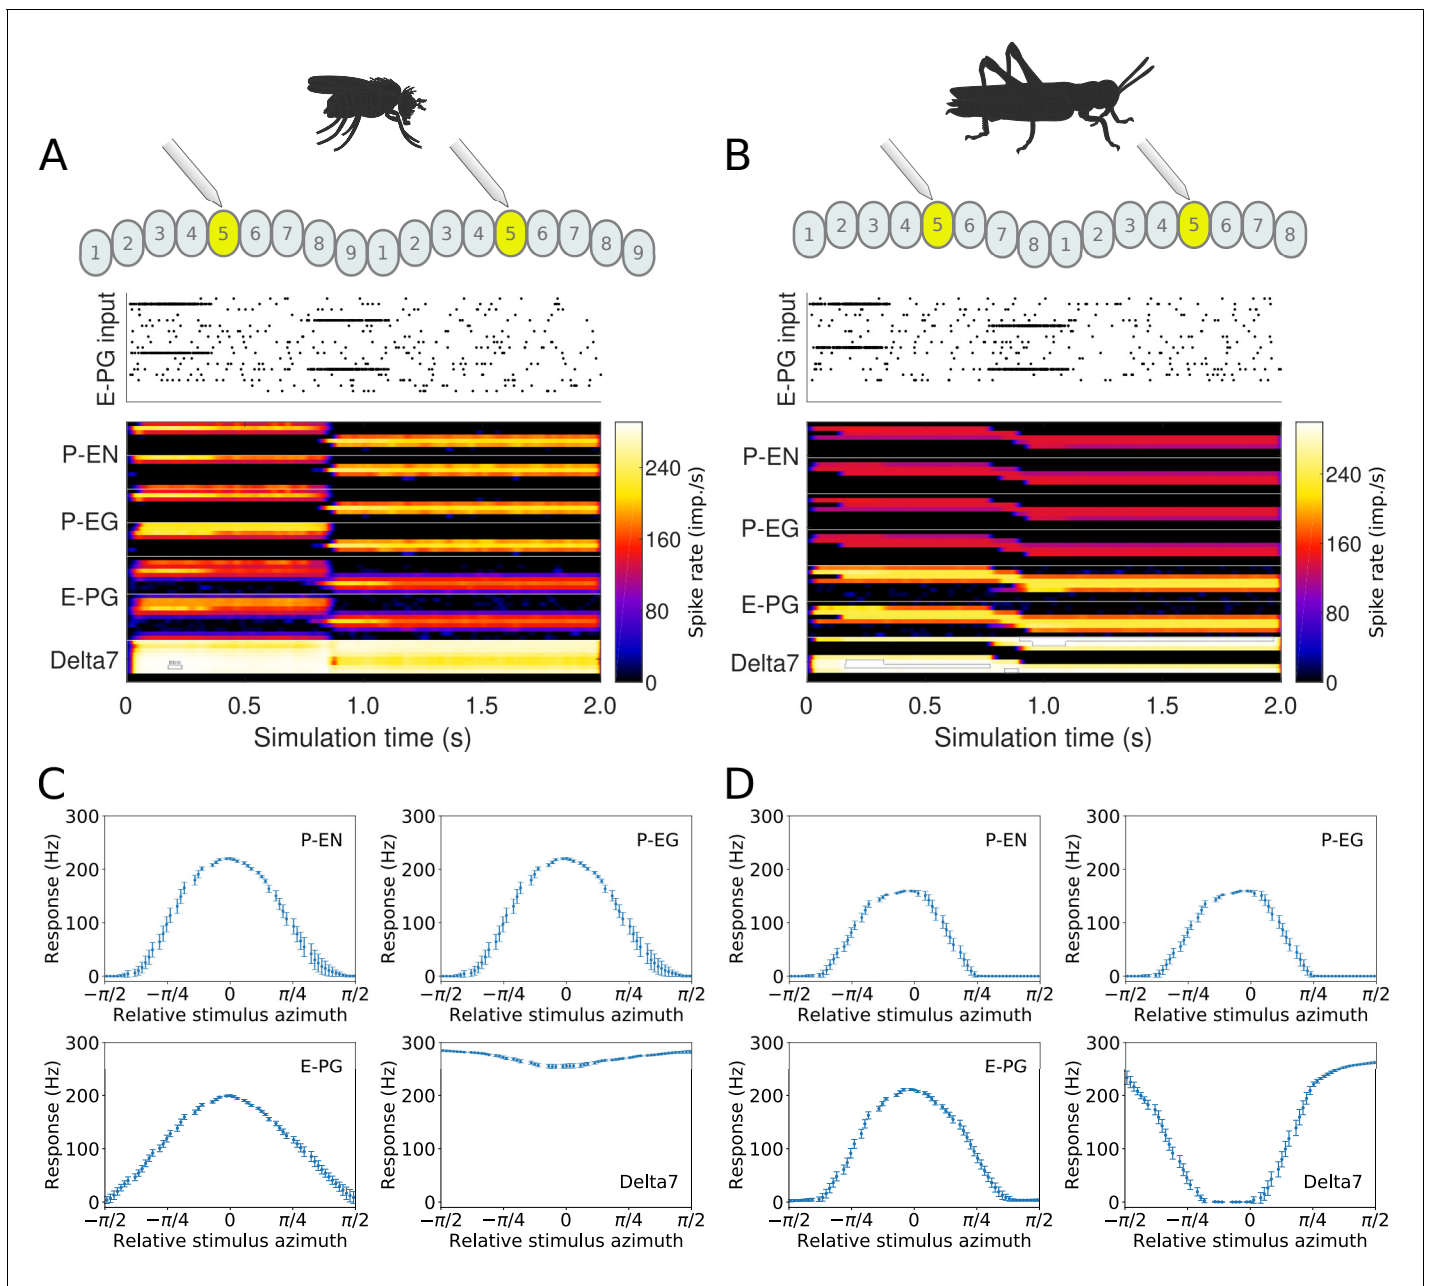 A
B
1 2 3 4 5 6 7 8 9 1 2 3 4 5 6 7 8 9
1 2 3 4 5 6 7 8 1 2 3 4 5 6 7 8
E-PG input
P-EN
P-EG
E-PG
Delta7
0 0.5 1.0 1.5 2.0
Simulation time (s)
240
160
80
0
Spike rate (imp./s)
E-PG input
P-EN
P-EG
E-PG
Delta7
0 0.5 1.0 1.5 2.0
Simulation time (s)
240
160
80
0
Spike rate (imp./s)
C
300
200
100
0
Response (Hz)
P-EN
−π/2 −π/4 0 π/4 π/2
Relative stimulus azimuth
300
200
100
0
Response (Hz)
P-EG
−π/2 −π/4 0 π/4 π/2
Relative stimulus azimuth
300
200
100
0
Response (Hz)
E-PG
−π/2 −π/4 0 π/4 π/2
Relative stimulus azimuth
300
200
100
0
Response (Hz)
Delta7
−π/2 −π/4 0 π/4 π/2
Relative stimulus azimuth
D
300
200
100
0
Response (Hz)
P-EN
−π/2 −π/4 0 π/4 π/2
Relative stimulus azimuth
300
200
100
0
Response (Hz)
P-EG
−π/2 −π/4 0 π/4 π/2
Relative stimulus azimuth
300
200
100
0
Response (Hz)
E-PG
−π/2 −π/4 0 π/4 π/2
Relative stimulus azimuth
300
200
100
0
Response (Hz)
Delta7
−π/2 −π/4 0 π/4 π/2
Relative stimulus azimuth